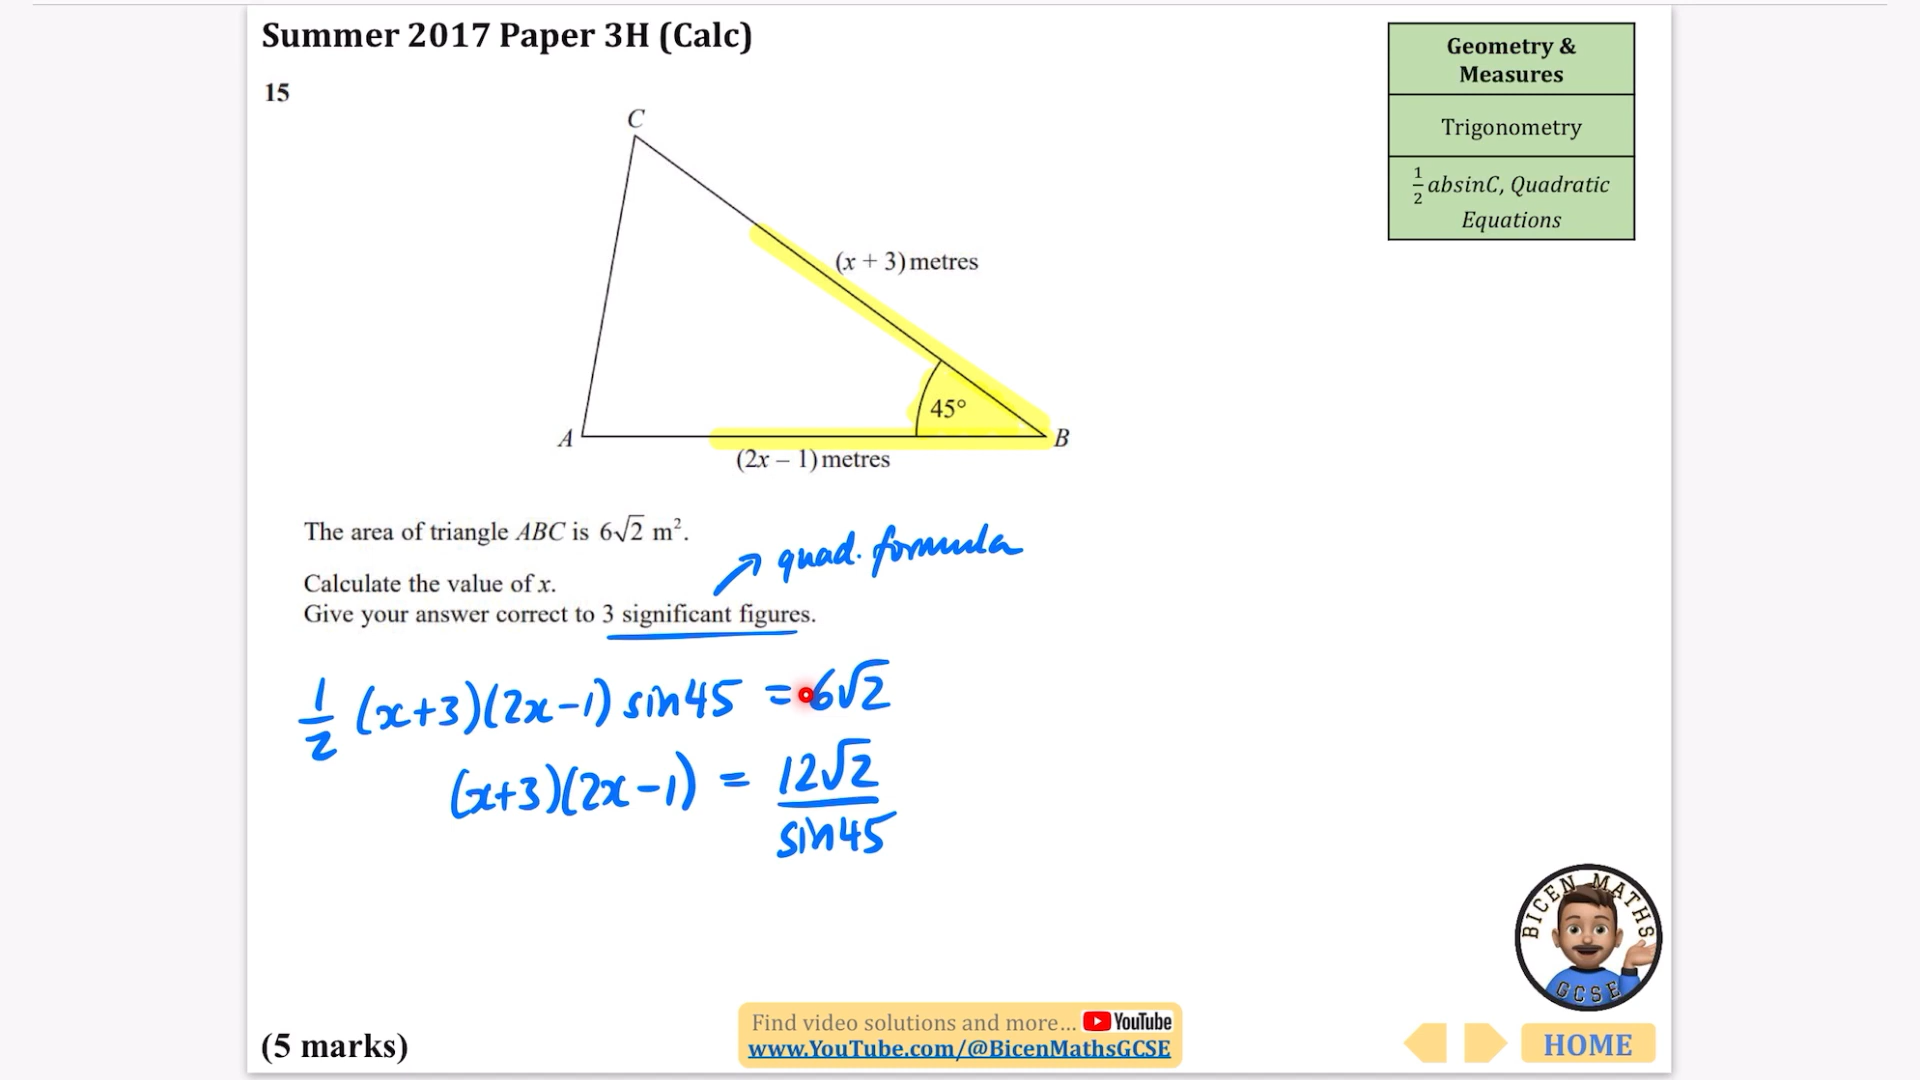 Summer 2017 Paper 3H (Calc)
15
Geometry &
Measures
Trigonometry
½absinC, Quadratic
Equations
C
(x + 3) metres
45°
A
B
(2x – 1) metres
The area of triangle ABC is 6√2 m².
quad. formula
Calculate the value of x.
Give your answer correct to 3 significant figures.
½ (x+3)(2x-1) sin45 = 6√2
(x+3)(2x-1) = 12√2 / sin45
BICEN MATHS
GCSE
(5 marks)
Find video solutions and more... YouTube
www.YouTube.com/@BicenMathsGCSE
HOME